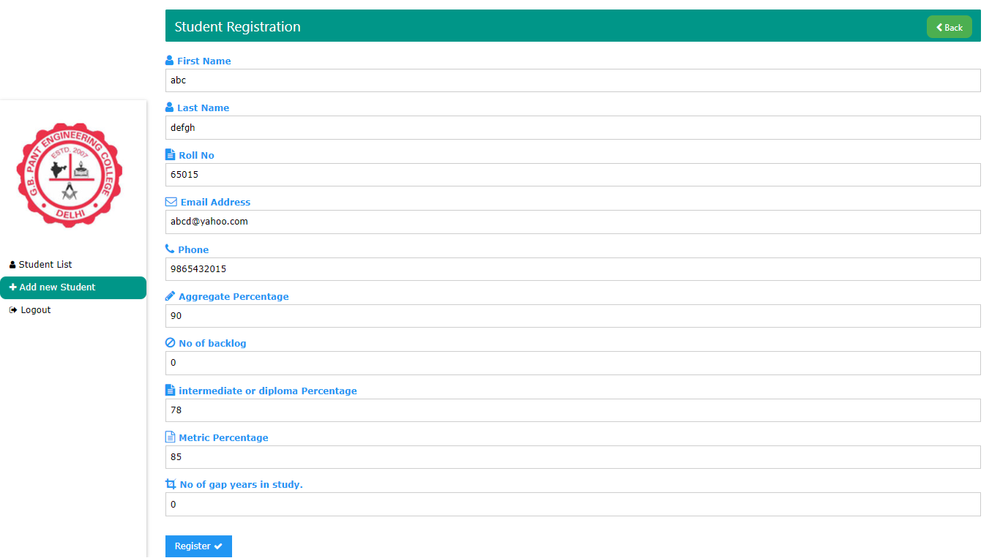 Student Registration
Back
First Name
abc
Last Name
defgh
Roll No
65015
Email Address
abcd@yahoo.com
Phone
9865432015
Aggregate Percentage
90
No of backlog
0
intermediate or diploma Percentage
78
Metric Percentage
85
No of gap years in study.
0
Register
G.B. PANT ENGINEERING COLLEGE
ESTD. 2007
DELHI
Student List
Add new Student
Logout